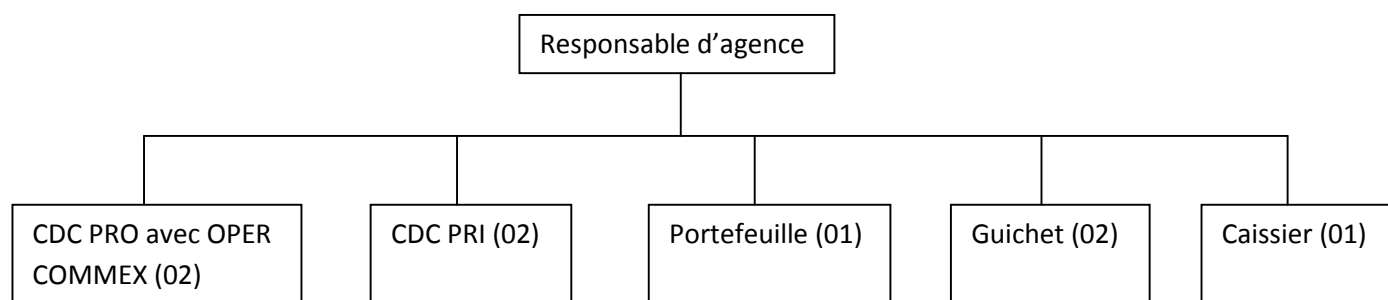 Responsable d’agence
CDC PRO avec OPER
COMMEX (02)
CDC PRI (02)
Portefeuille (01)
Guichet (02)
Caissier (01)